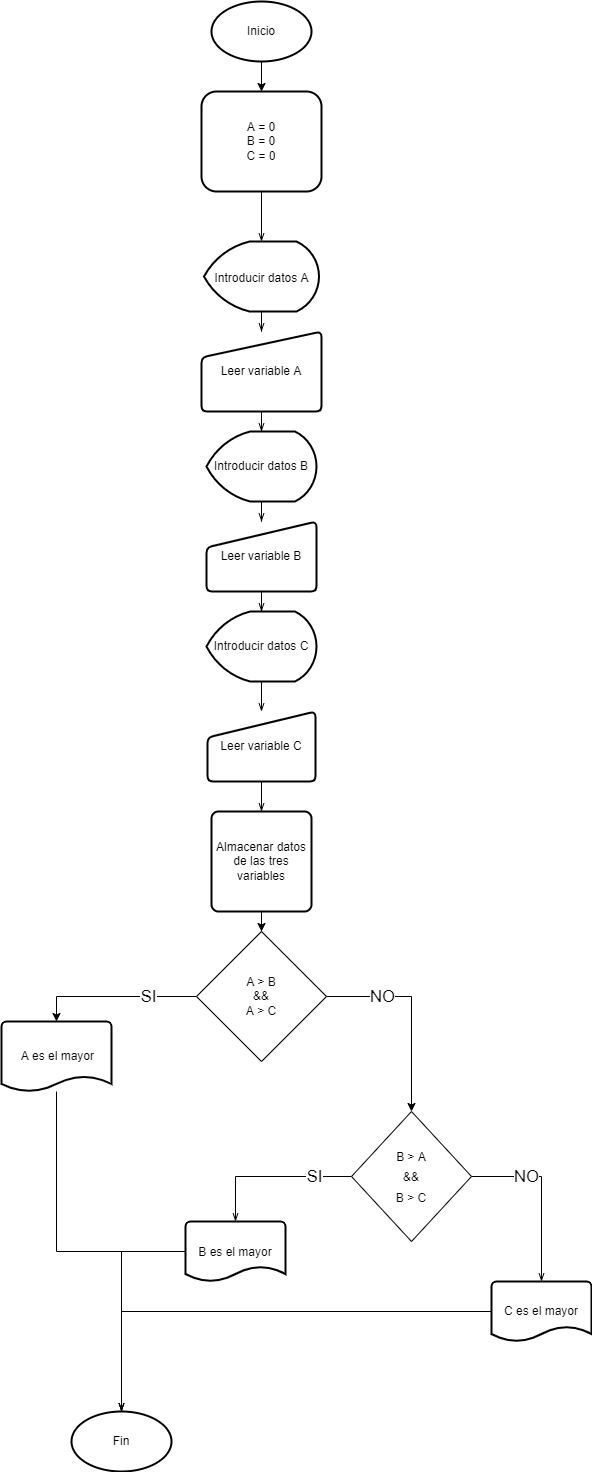 Inicio
A = 0
B = 0
C = 0
Introducir datos A
Leer variable A
Introducir datos B
Leer variable B
Introducir datos C
Leer variable C
Almacenar datos
de las tres
variables
A > B
&&
A > C
SI
NO
A es el mayor
B > A
&&
B > C
SI
NO
B es el mayor
C es el mayor
Fin